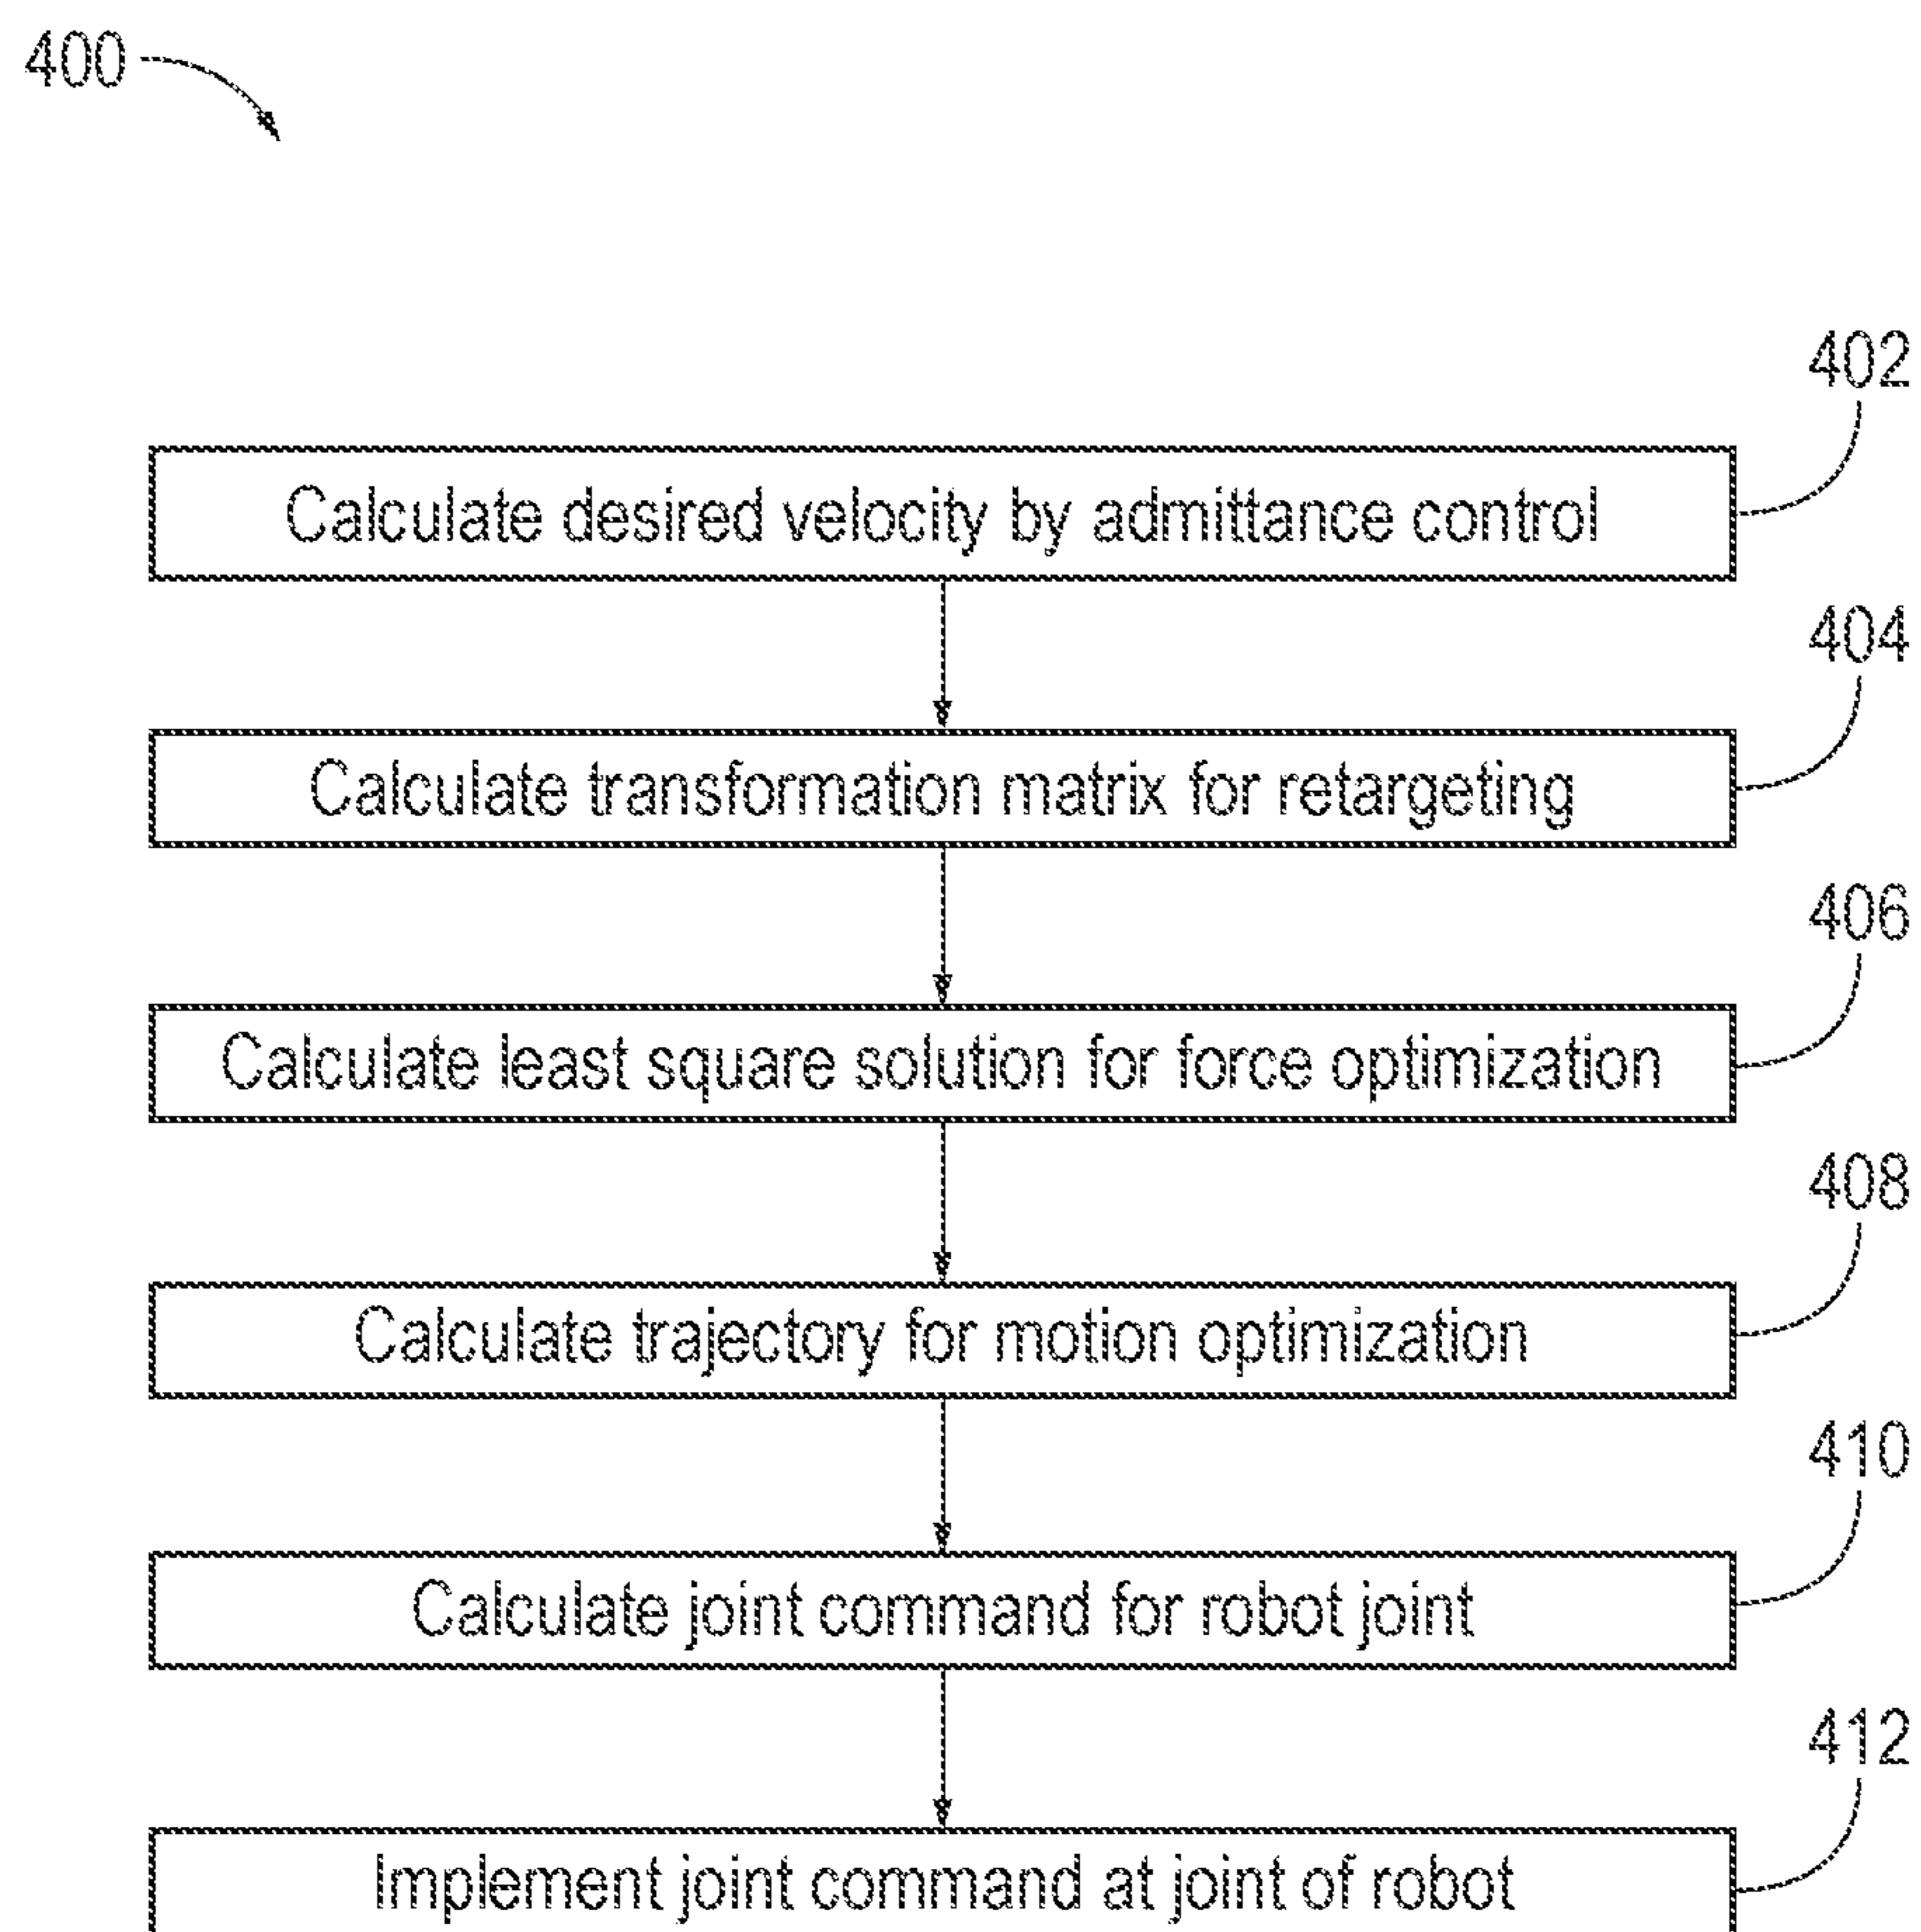 400
402
Calculate desired velocity by admittance control
404
Calculate transformation matrix for retargeting
406
Calculate least square solution for force optimization
408
Calculate trajectory for motion optimization
410
Calculate joint command for robot joint
412
Implement joint command at joint of robot